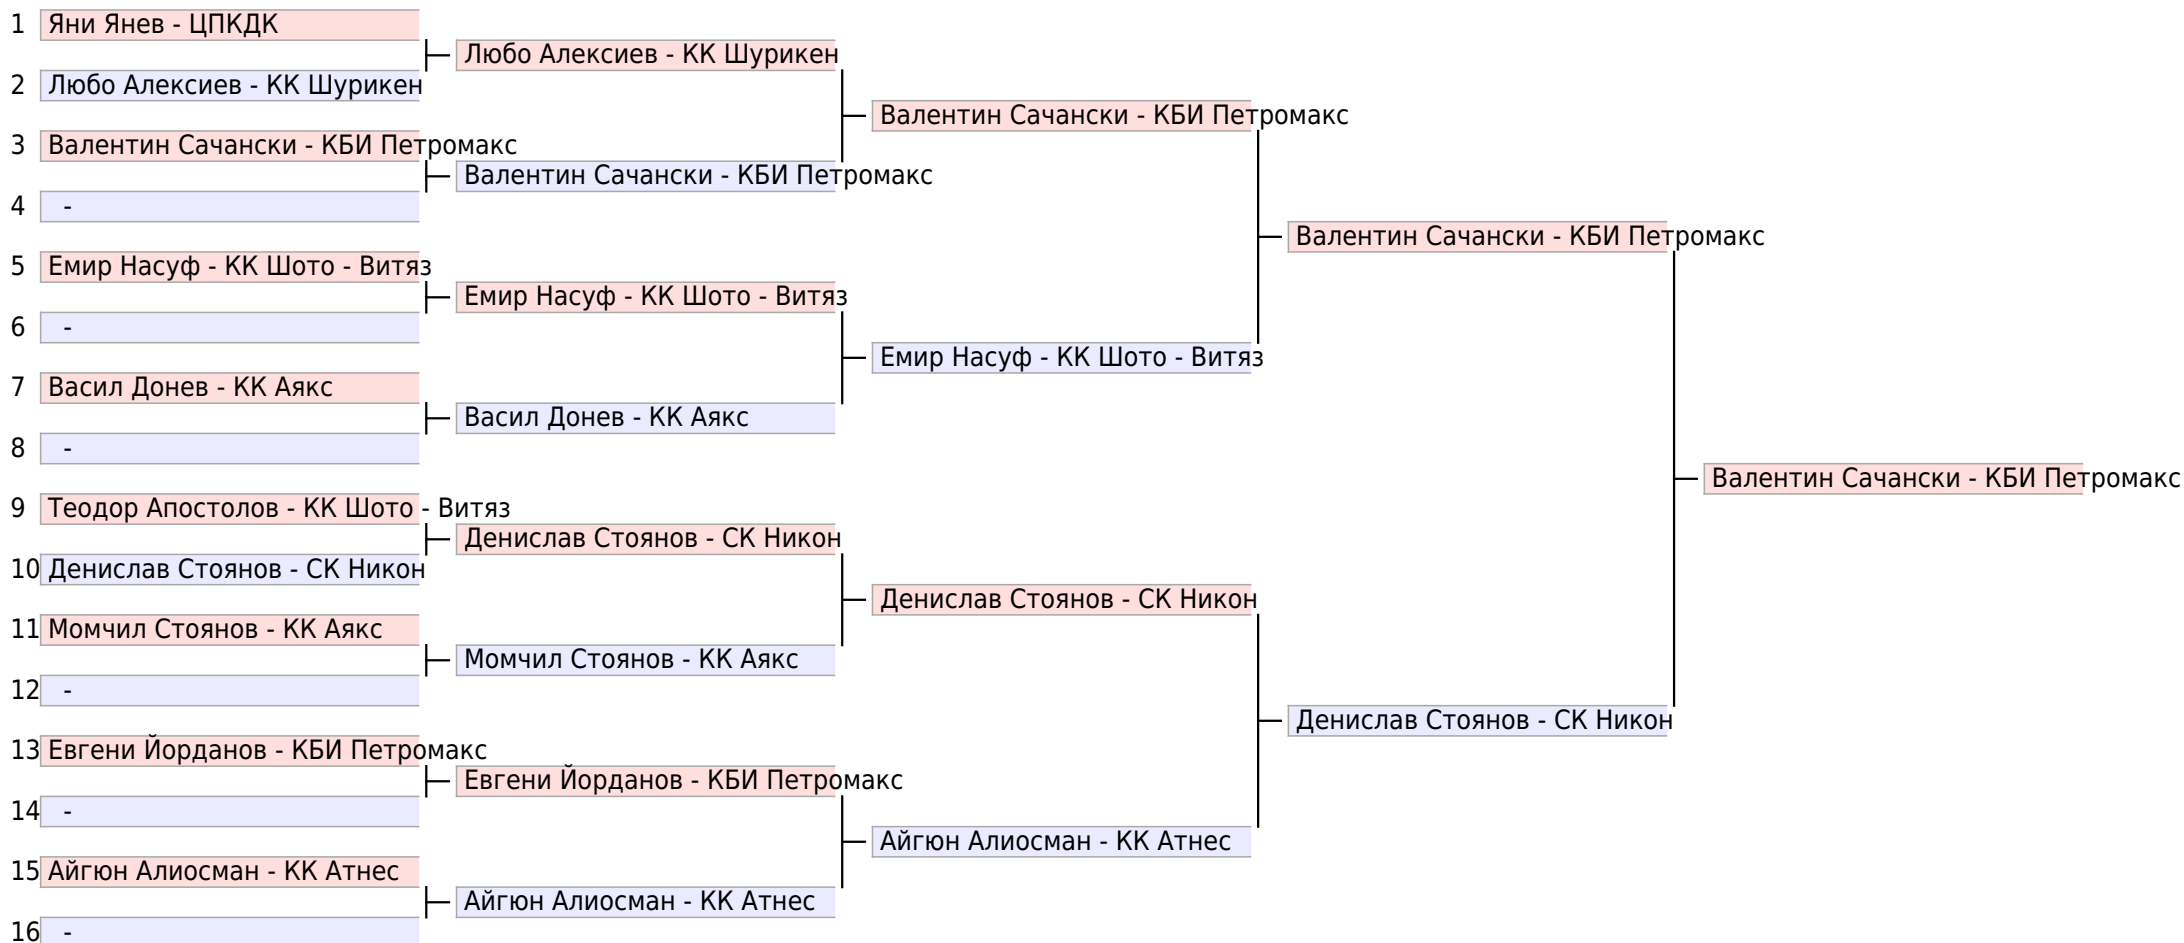 1 Яни Янев - ЦПКДК
Любо Алексиев - КК Шурикен
2 Любо Алексиев - КК Шурикен
Валентин Сачански - КБИ Петромакс
3 Валентин Сачански - КБИ Петромакс
Валентин Сачански - КБИ Петромакс
4 -
Валентин Сачански - КБИ Петромакс
5 Емир Насуф - КК Шото - Витяз
Емир Насуф - КК Шото - Витяз
6 -
Емир Насуф - КК Шото - Витяз
7 Васил Донев - КК Аякс
Васил Донев - КК Аякс
8 -
Валентин Сачански - КБИ Петромакс
9 Теодор Апостолов - КК Шото - Витяз
Денислав Стоянов - СК Никон
10 Денислав Стоянов - СК Никон
Денислав Стоянов - СК Никон
11 Момчил Стоянов - КК Аякс
Момчил Стоянов - КК Аякс
12 -
Денислав Стоянов - СК Никон
13 Евгени Йорданов - КБИ Петромакс
Евгени Йорданов - КБИ Петромакс
14 -
Айгюн Алиосман - КК Атнес
15 Айгюн Алиосман - КК Атнес
Айгюн Алиосман - КК Атнес
16 -